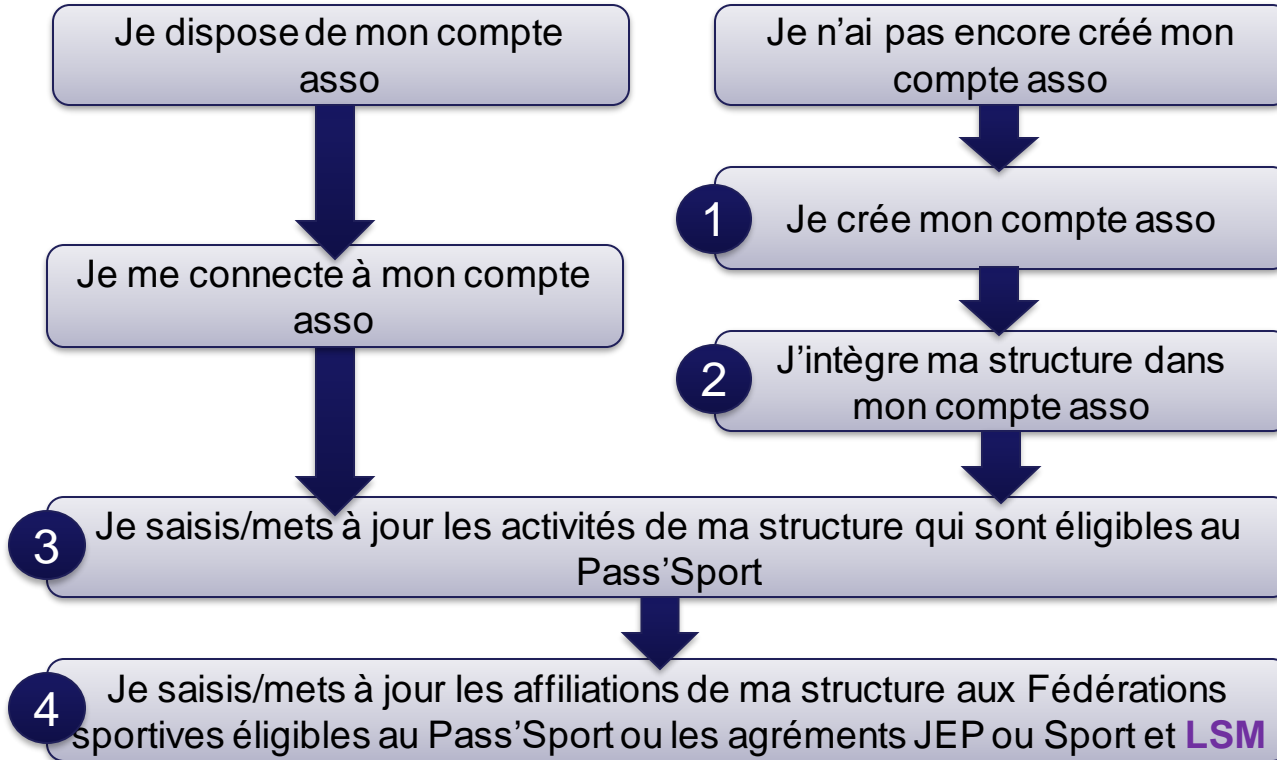 Je dispose de mon compte
asso
Je n'ai pas encore créé mon
compte asso
1
Je crée mon compte asso
Je me connecte à mon compte
asso
2
J'intègre ma structure dans
mon compte asso
3
Je saisis/mets à jour les activités de ma structure qui sont éligibles au
Pass'Sport
4
Je saisis/mets à jour les affiliations de ma structure aux Fédérations
sportives éligibles au Pass'Sport ou les agréments JEP ou Sport et LSM